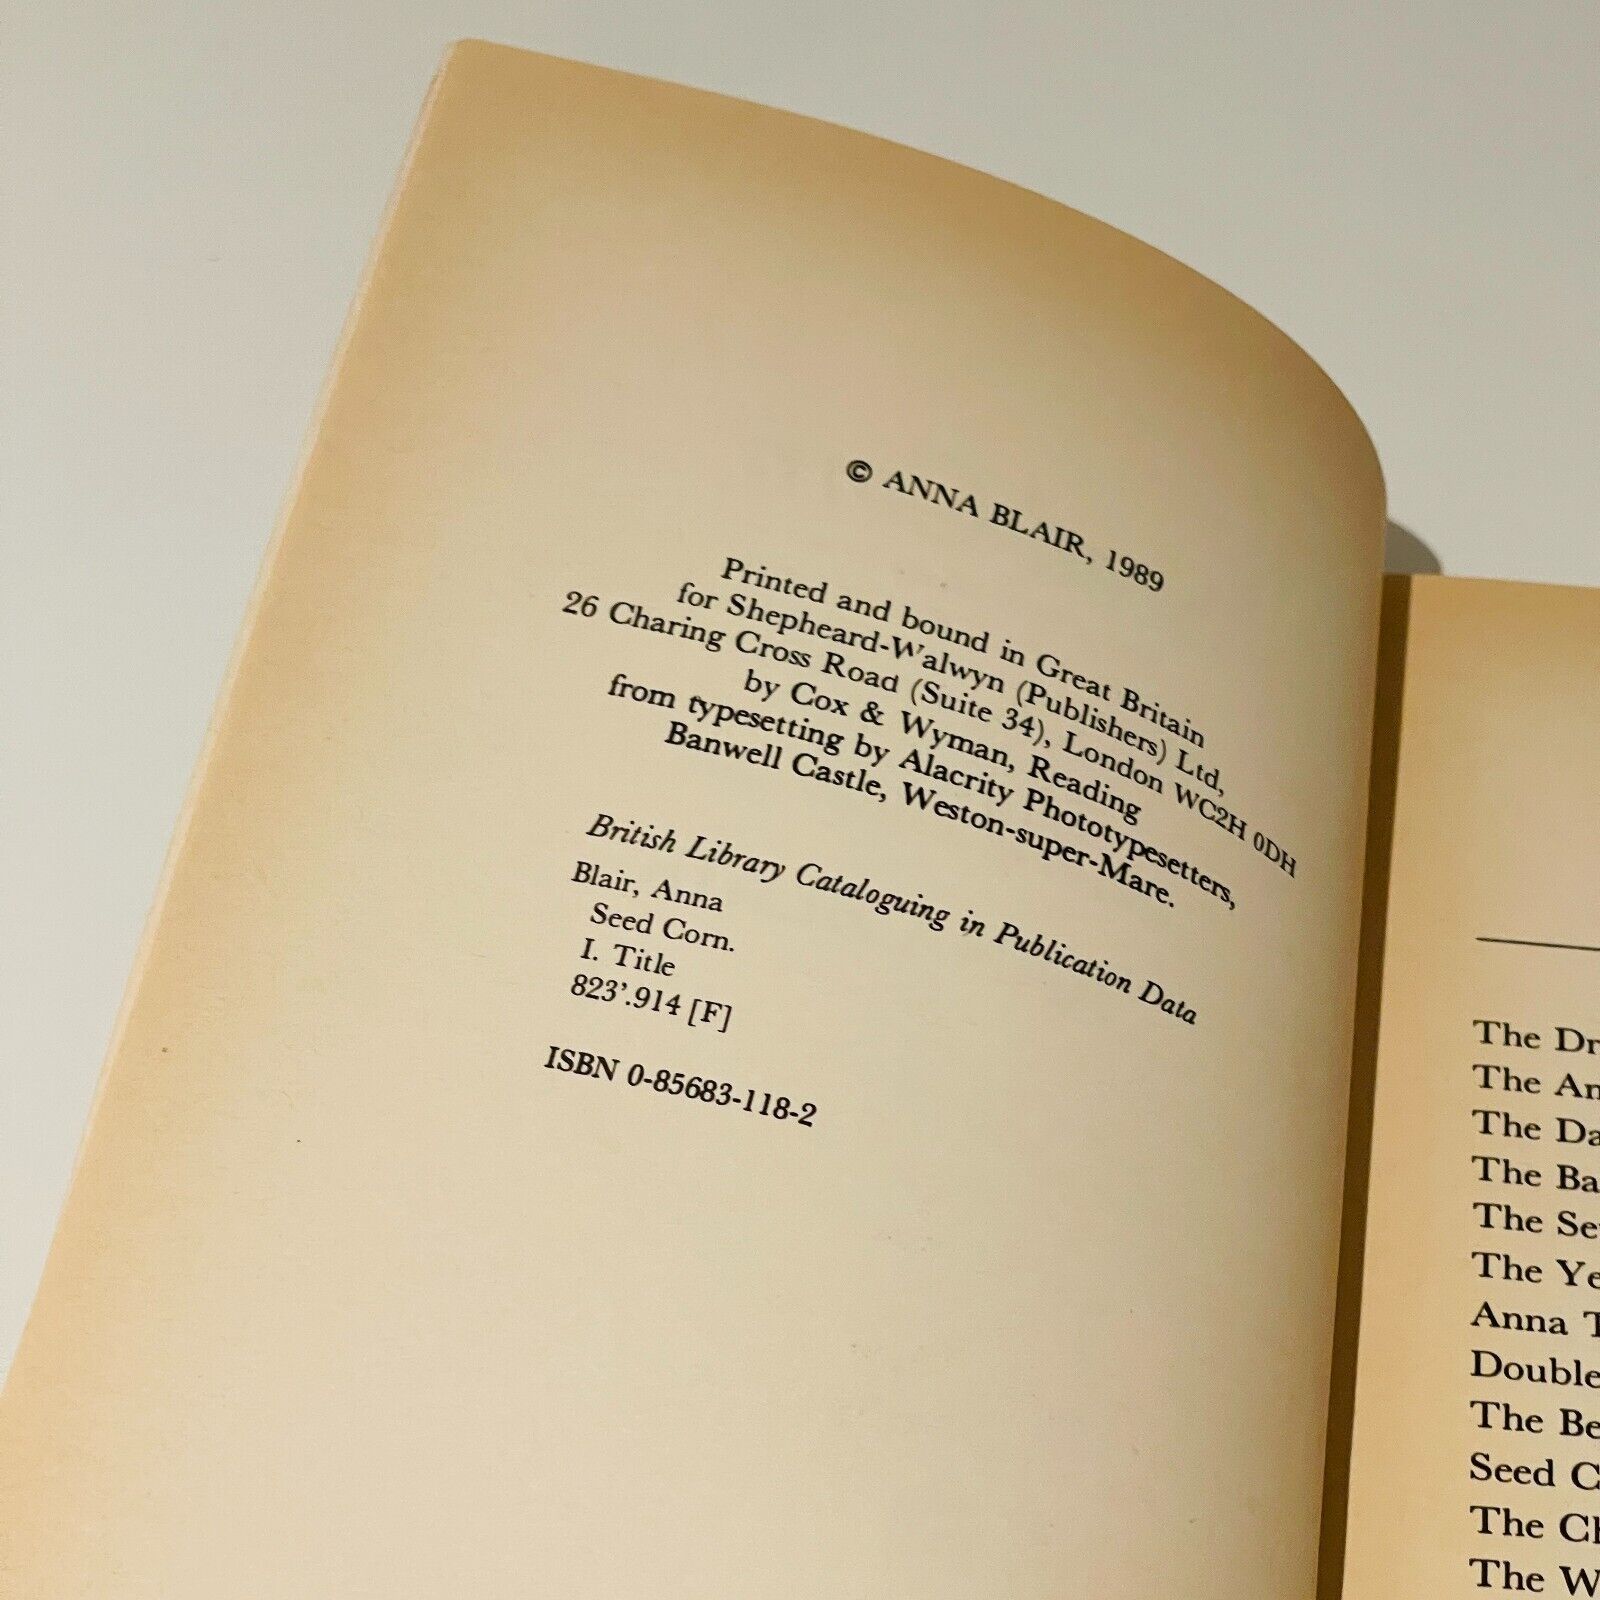 © ANNA BLAIR, 1989
Printed and bound in Great Britain
for Shepheard-Walwyn (Publishers) Ltd,
26 Charing Cross Road (Suite 34), London WC2H 0DH
by Cox & Wyman, Reading
from typesetting by Alacrity Phototypesetters,
Banwell Castle, Weston-super-Mare.
British Library Cataloguing in Publication Data
Blair, Anna
Seed Corn.
I. Title
823'.914 [F]
ISBN 0-85683-118-2
The
The
The
The
The
The
Anna
Double
The
Seed
The
The